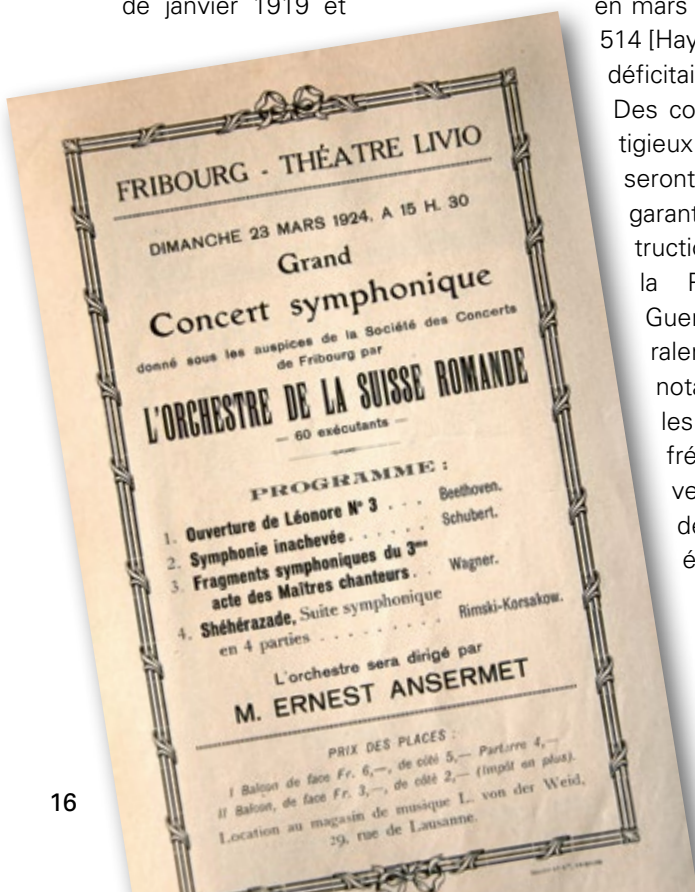 de janvier 1919 et
FRIBOURG - THÉATRE LIVIO
DIMANCHE 23 MARS 1924, A 15 H. 30
Grand
Concert symphonique
donné sous les auspices de la Société des Concerts
de Fribourg par
L'ORCHESTRE DE LA SUISSE ROMANDE
— 60 exécutants —
PROGRAMME :
1. Ouverture de Léonore N° 3 . . . Beethoven.
2. Symphonie inachevée . . . . . . Schubert.
3. Fragments symphoniques du 3me
acte des Maîtres chanteurs . . Wagner.
4. Shéhérazade, Suite symphonique
en 4 parties . . . . . . . . . Rimski-Korsakow.
L'orchestre sera dirigé par
M. ERNEST ANSERMET
PRIX DES PLACES :
I Balcon de face Fr. 6,—, de côté 5,— Parterre 4,—
II Balcon, de face Fr. 3,—, de côté 2,— (Impôt en plus).
Location au magasin de musique L. von der Weid,
29, rue de Lausanne.
16
en mars
514 [Hay
déficitai
Des co
tigieux
seront
garant
tructio
la
Guer
raler
nota
les
fré
ve
de
é